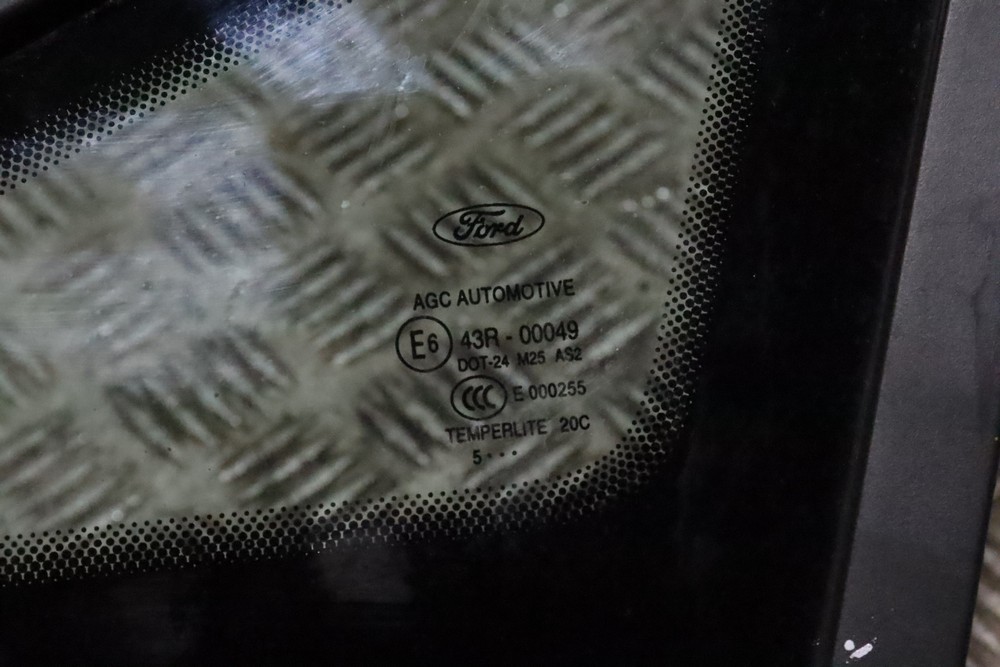 Ford
AGC AUTOMOTIVE
E6 43R - 00049
DOT-24 M25 AS2
CCC E 000255
TEMPERLITE 20C
5 • • •